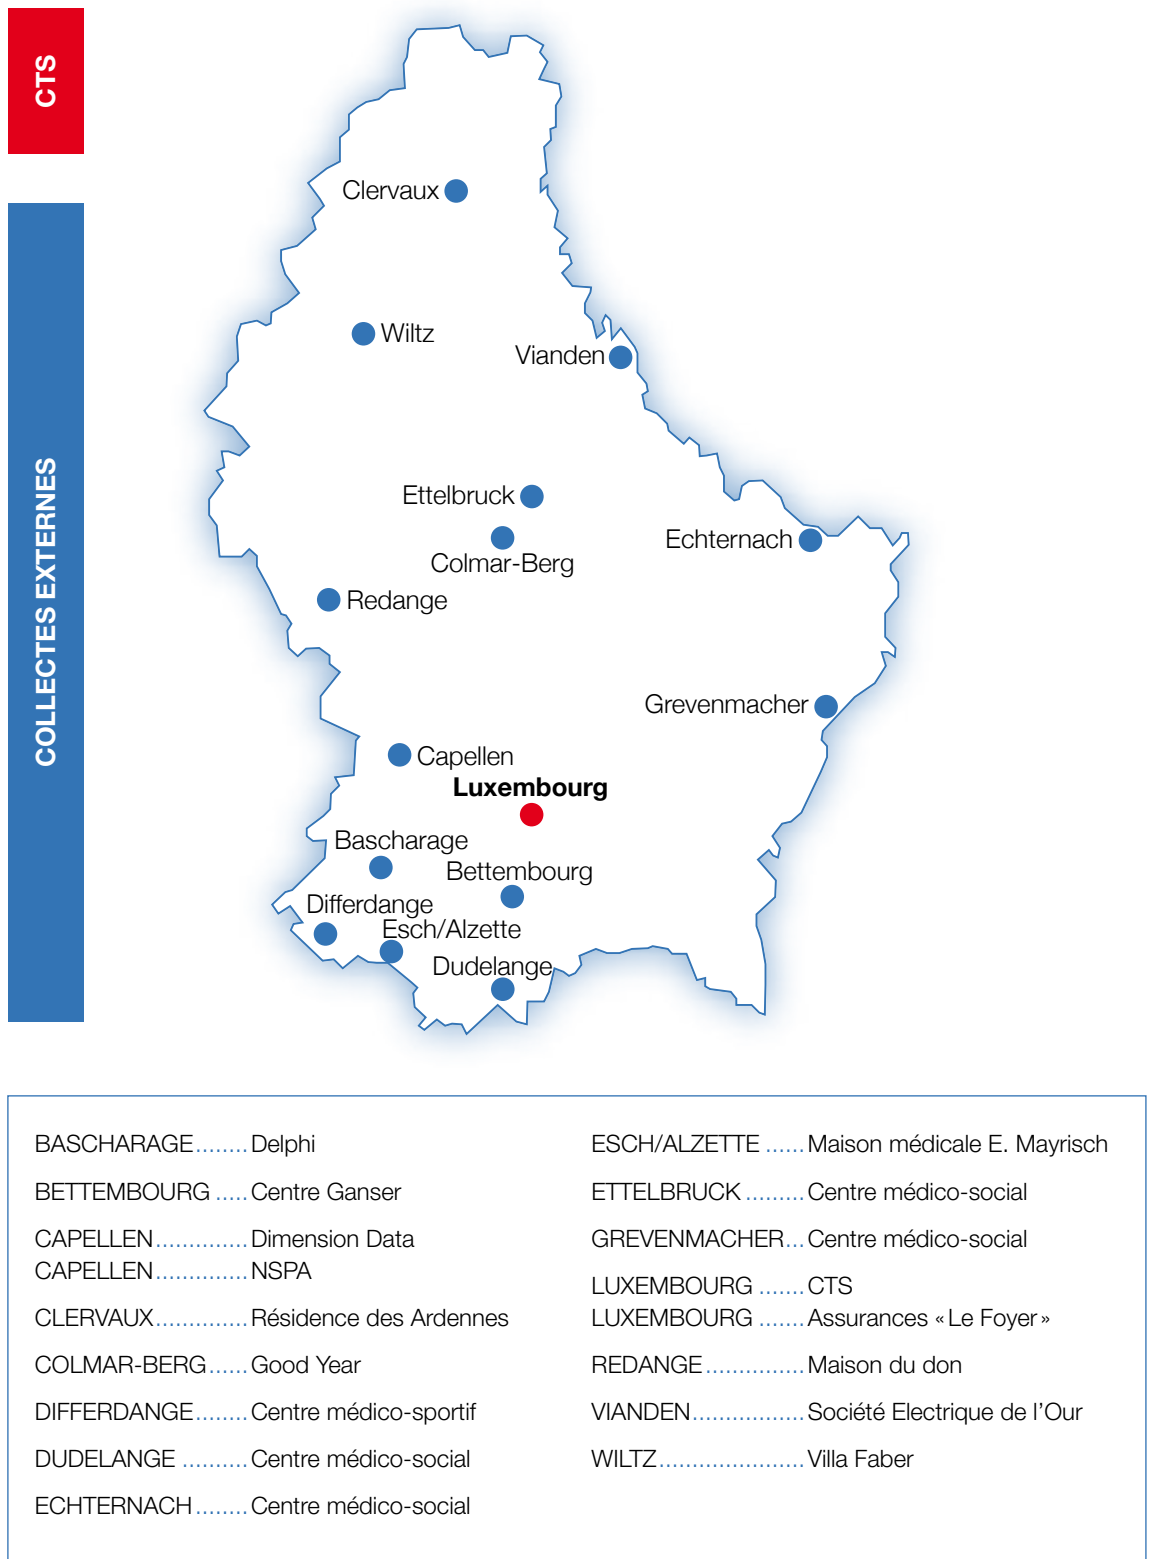 CTS
COLLECTES EXTERNES
Clervaux
Wiltz
Vianden
Ettelbruck
Colmar-Berg
Echternach
Redange
Grevenmacher
Capellen
Luxembourg
Bascharage
Bettembourg
Differdange
Esch/Alzette
Dudelange
BASCHARAGE........Delphi
BETTEMBOURG .....Centre Ganser
CAPELLEN..............Dimension Data
CAPELLEN..............NSPA
CLERVAUX..............Résidence des Ardennes
COLMAR-BERG......Good Year
DIFFERDANGE........Centre médico-sportif
DUDELANGE ..........Centre médico-social
ECHTERNACH........Centre médico-social
ESCH/ALZETTE ......Maison médicale E. Mayrisch
ETTELBRUCK .........Centre médico-social
GREVENMACHER...Centre médico-social
LUXEMBOURG .......CTS
LUXEMBOURG .......Assurances « Le Foyer »
REDANGE...............Maison du don
VIANDEN.................Société Electrique de l’Our
WILTZ......................Villa Faber